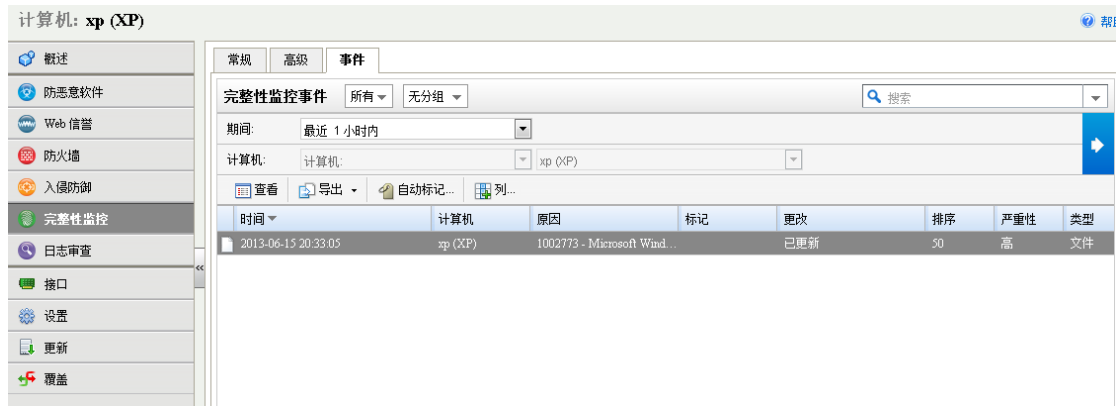 计算机: xp (XP)
帮
概述
防恶意软件
Web 信誉
防火墙
入侵防御
完整性监控
日志审查
接口
设置
更新
覆盖
常规 高级 事件
完整性监控事件 所有 无分组 搜索
期间: 最近 1 小时内
计算机: 计算机: xp (XP)
查看 导出 自动标记... 列...
时间 计算机 原因 标记 更改 排序 严重性 类型
2013-06-15 20:33:05 xp (XP) 1002773 - Microsoft Wind... 已更新 50 高 文件